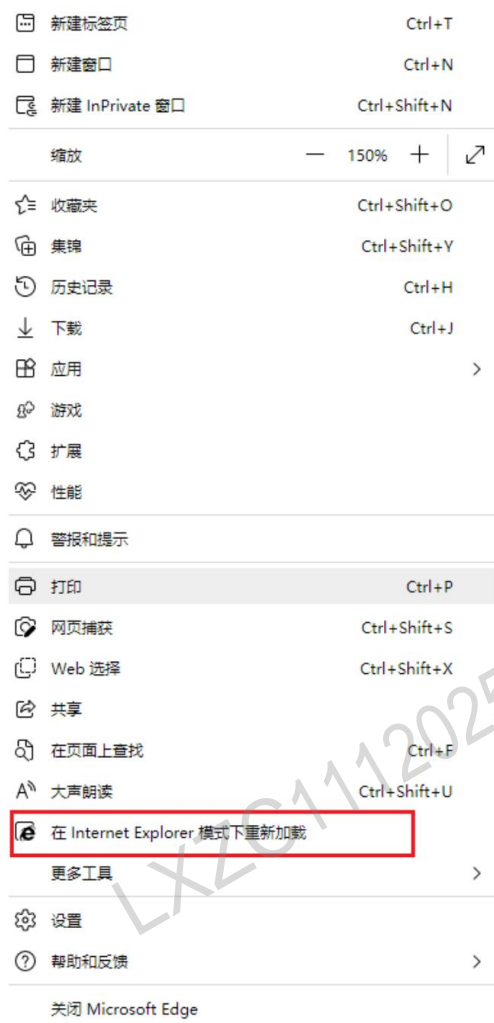 新建标签页 Ctrl+T
新建窗口 Ctrl+N
新建 InPrivate 窗口 Ctrl+Shift+N
缩放 — 150% +
收藏夹 Ctrl+Shift+O
集锦 Ctrl+Shift+Y
历史记录 Ctrl+H
下载 Ctrl+J
应用
游戏
扩展
性能
警报和提示
打印 Ctrl+P
网页捕获 Ctrl+Shift+S
Web 选择 Ctrl+Shift+X
共享
在页面上查找 Ctrl+F
大声朗读 Ctrl+Shift+U
在 Internet Explorer 模式下重新加载
更多工具
设置
帮助和反馈
关闭 Microsoft Edge
LXZC1112025